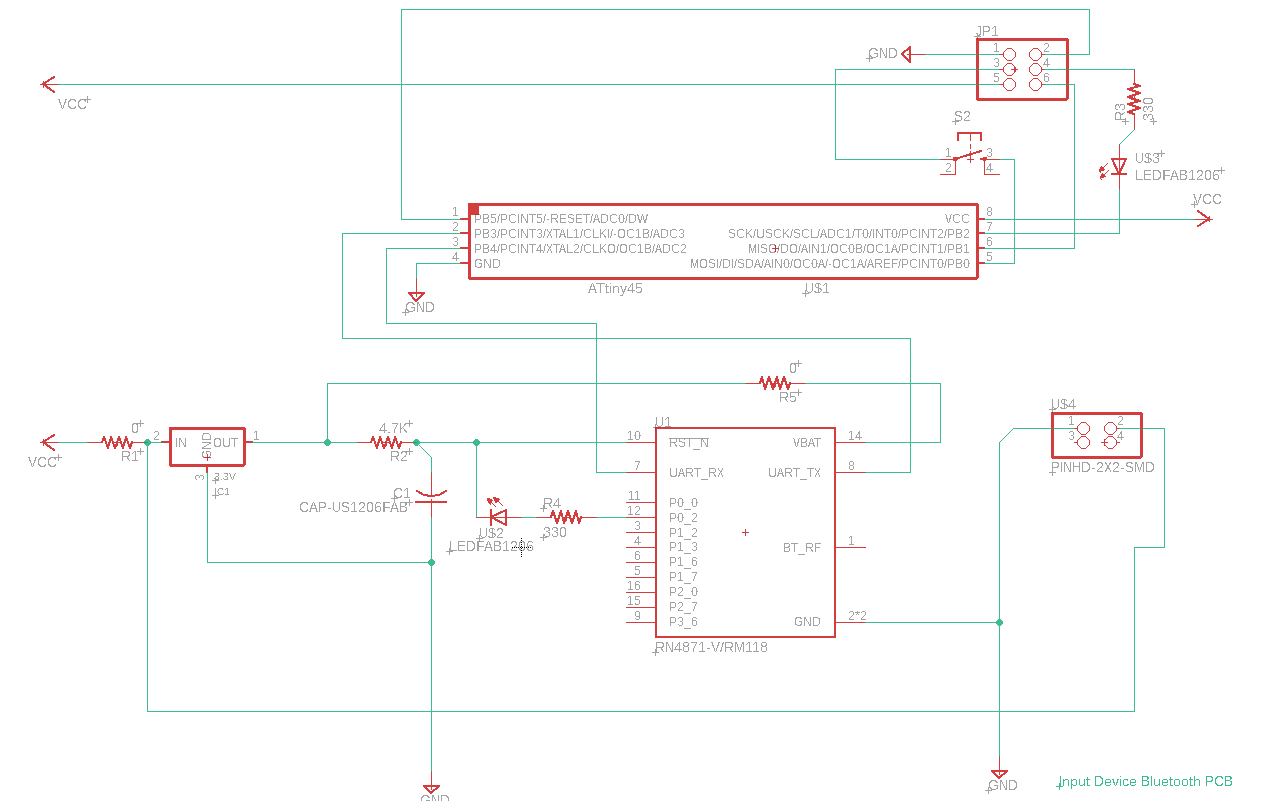 JP1
GND 1 2
3 4
5 6
VCC
R3 330
S2
1 3
2 4
U$3
LEDFAB1206
VCC
1 PB5/PCINT5/-RESET/ADC0/DW VCC 8
2 PB3/PCINT3/XTAL1/CLKI/-OC1B/ADC3 SCK/USCK/SCL/ADC1/T0/INT0/PCINT2/PB2 7
3 PB4/PCINT4/XTAL2/CLKO/OC1B/ADC2 MISO/DO/AIN1/OC0B/OC1A/PCINT1/PB1 6
4 GND MOSI/DI/SDA/AIN0/OC0A/-OC1A/AREF/PCINT0/PB0 5
ATtiny45 U$1
GND
0
R5
U$4
1 2
3 4
PINHD-2X2-SMD
0
R1
VCC
2 IN GND OUT 1
3 3.3V
C1
4.7K
R2
C1
CAP-US1206FAB
U$2
LEDFAB1206
R4
330
U1
10 RST_N VBAT 14
7 UART_RX UART_TX 8
11 P0_0
12 P0_2
3 P1_2
4 P1_3 BT_RF 1
6 P1_6
5 P1_7
16 P2_0
15 P2_7
9 P3_6 GND 2*2
RN4871-V/RM118
GND
GND
Input Device Bluetooth PCB